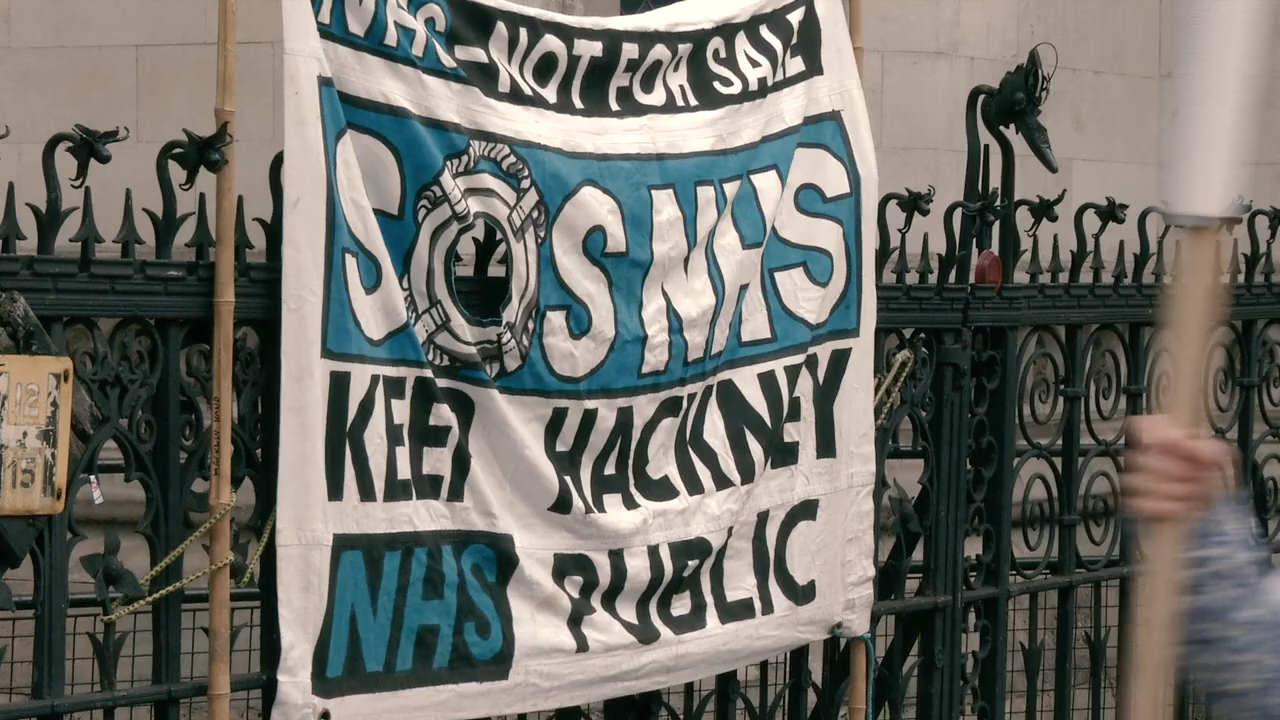 NHS-NOT FOR SALE
SOS NHS
KEEP HACKNEY
NHS PUBLIC
12
15